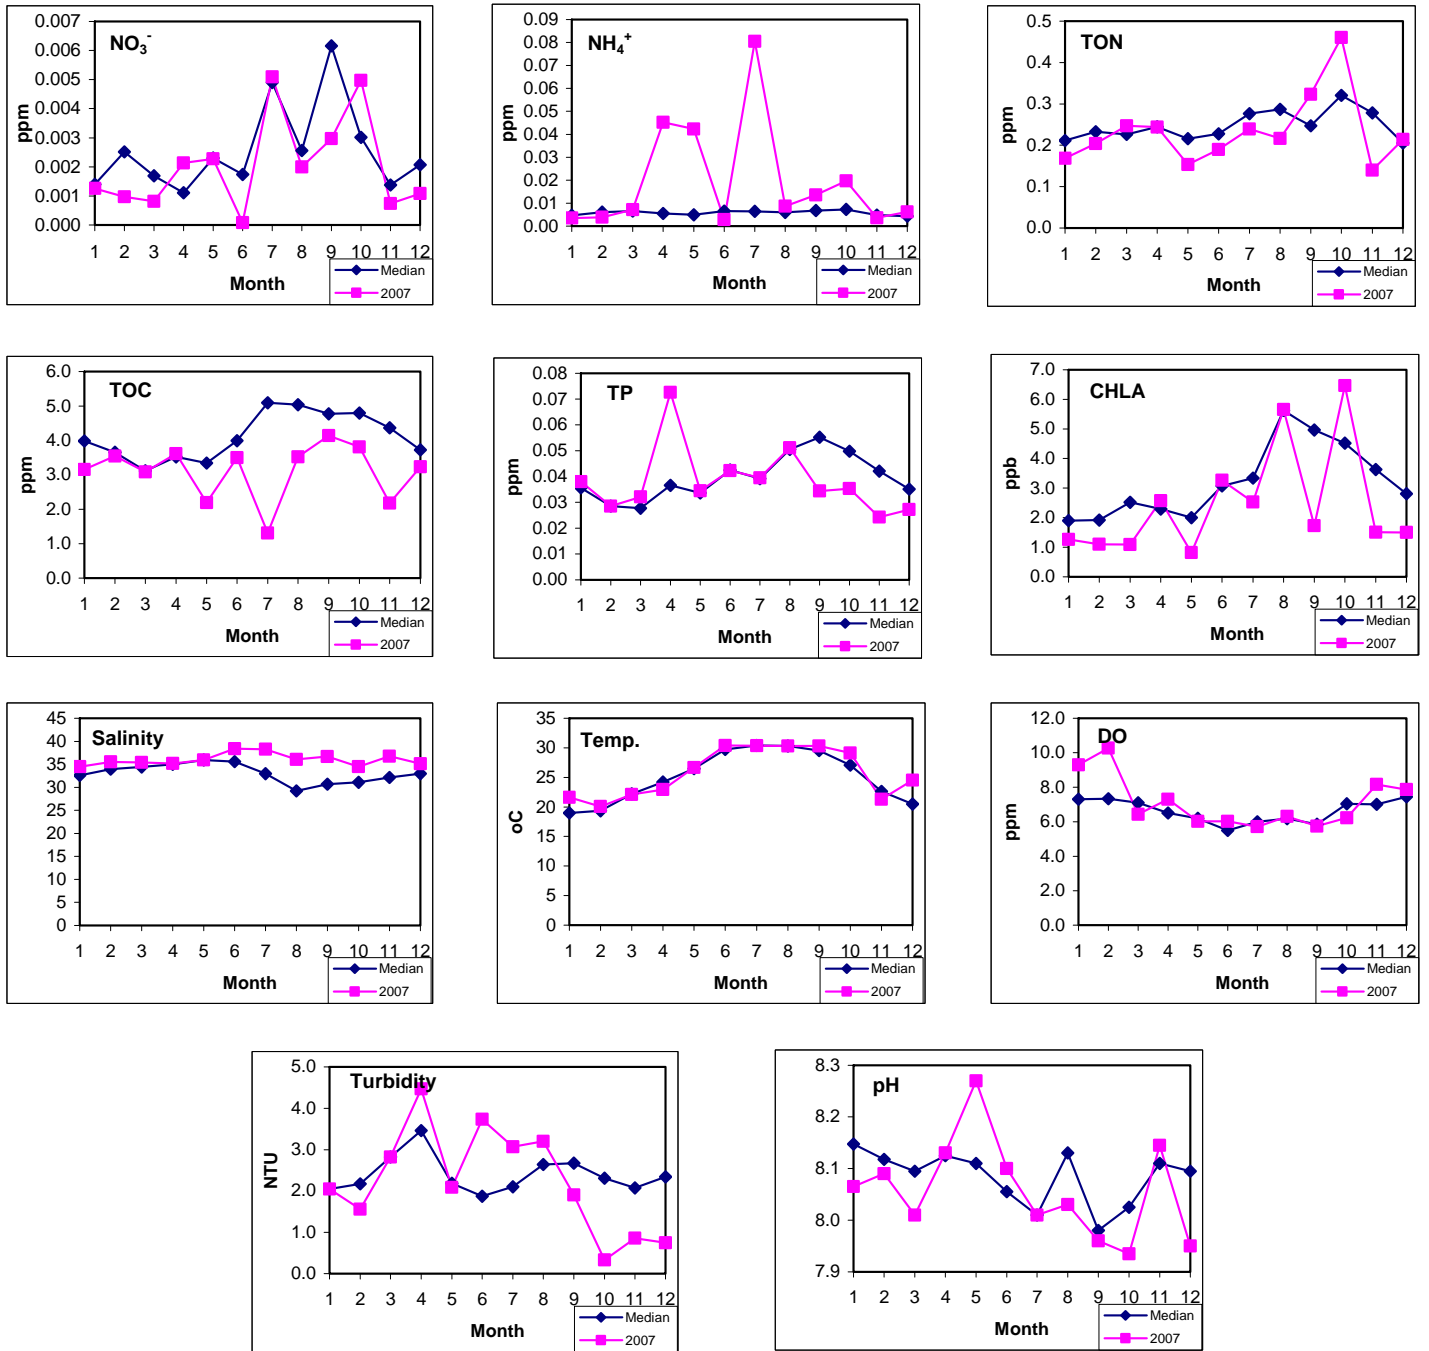 NO3-
ppm
0.007
0.006
0.005
0.004
0.003
0.002
0.001
0.000
1 2 3 4 5 6 7 8 9 10 11 12
Month
Median
2007
NH4+
ppm
0.09
0.08
0.07
0.06
0.05
0.04
0.03
0.02
0.01
0.00
1 2 3 4 5 6 7 8 9 10 11 12
Month
Median
2007
TON
ppm
0.5
0.4
0.3
0.2
0.1
0.0
1 2 3 4 5 6 7 8 9 10 11 12
Month
Median
2007
TOC
ppm
6.0
5.0
4.0
3.0
2.0
1.0
0.0
1 2 3 4 5 6 7 8 9 10 11 12
Month
Median
2007
TP
ppm
0.08
0.07
0.06
0.05
0.04
0.03
0.02
0.01
0.00
1 2 3 4 5 6 7 8 9 10 11 12
Month
Median
2007
CHLA
ppb
7.0
6.0
5.0
4.0
3.0
2.0
1.0
0.0
1 2 3 4 5 6 7 8 9 10 11 12
Month
Median
2007
Salinity
45
40
35
30
25
20
15
10
5
0
1 2 3 4 5 6 7 8 9 10 11 12
Month
Median
2007
Temp.
oC
35
30
25
20
15
10
5
0
1 2 3 4 5 6 7 8 9 10 11 12
Month
Median
2007
DO
ppm
12.0
10.0
8.0
6.0
4.0
2.0
0.0
1 2 3 4 5 6 7 8 9 10 11 12
Month
Median
2007
Turbidity
NTU
5.0
4.0
3.0
2.0
1.0
0.0
1 2 3 4 5 6 7 8 9 10 11 12
Month
Median
2007
pH
8.3
8.2
8.1
8.0
7.9
1 2 3 4 5 6 7 8 9 10 11 12
Month
Median
2007